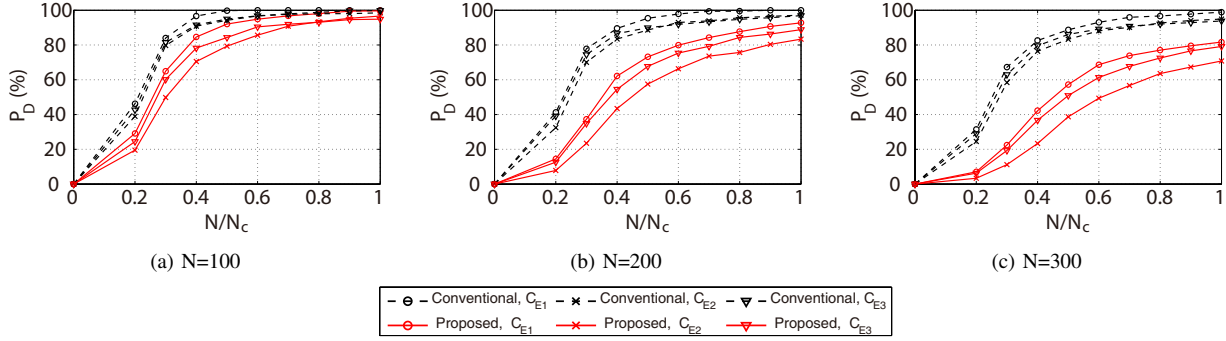 100
80
60
40
20
0
P_D (%)
0 0.2 0.4 0.6 0.8 1
N/N_c
(a) N=100
100
80
60
40
20
0
P_D (%)
0 0.2 0.4 0.6 0.8 1
N/N_c
(b) N=200
100
80
60
40
20
0
P_D (%)
0 0.2 0.4 0.6 0.8 1
N/N_c
(c) N=300
Conventional, C_E1 Conventional, C_E2 Conventional, C_E3
Proposed, C_E1 Proposed, C_E2 Proposed, C_E3